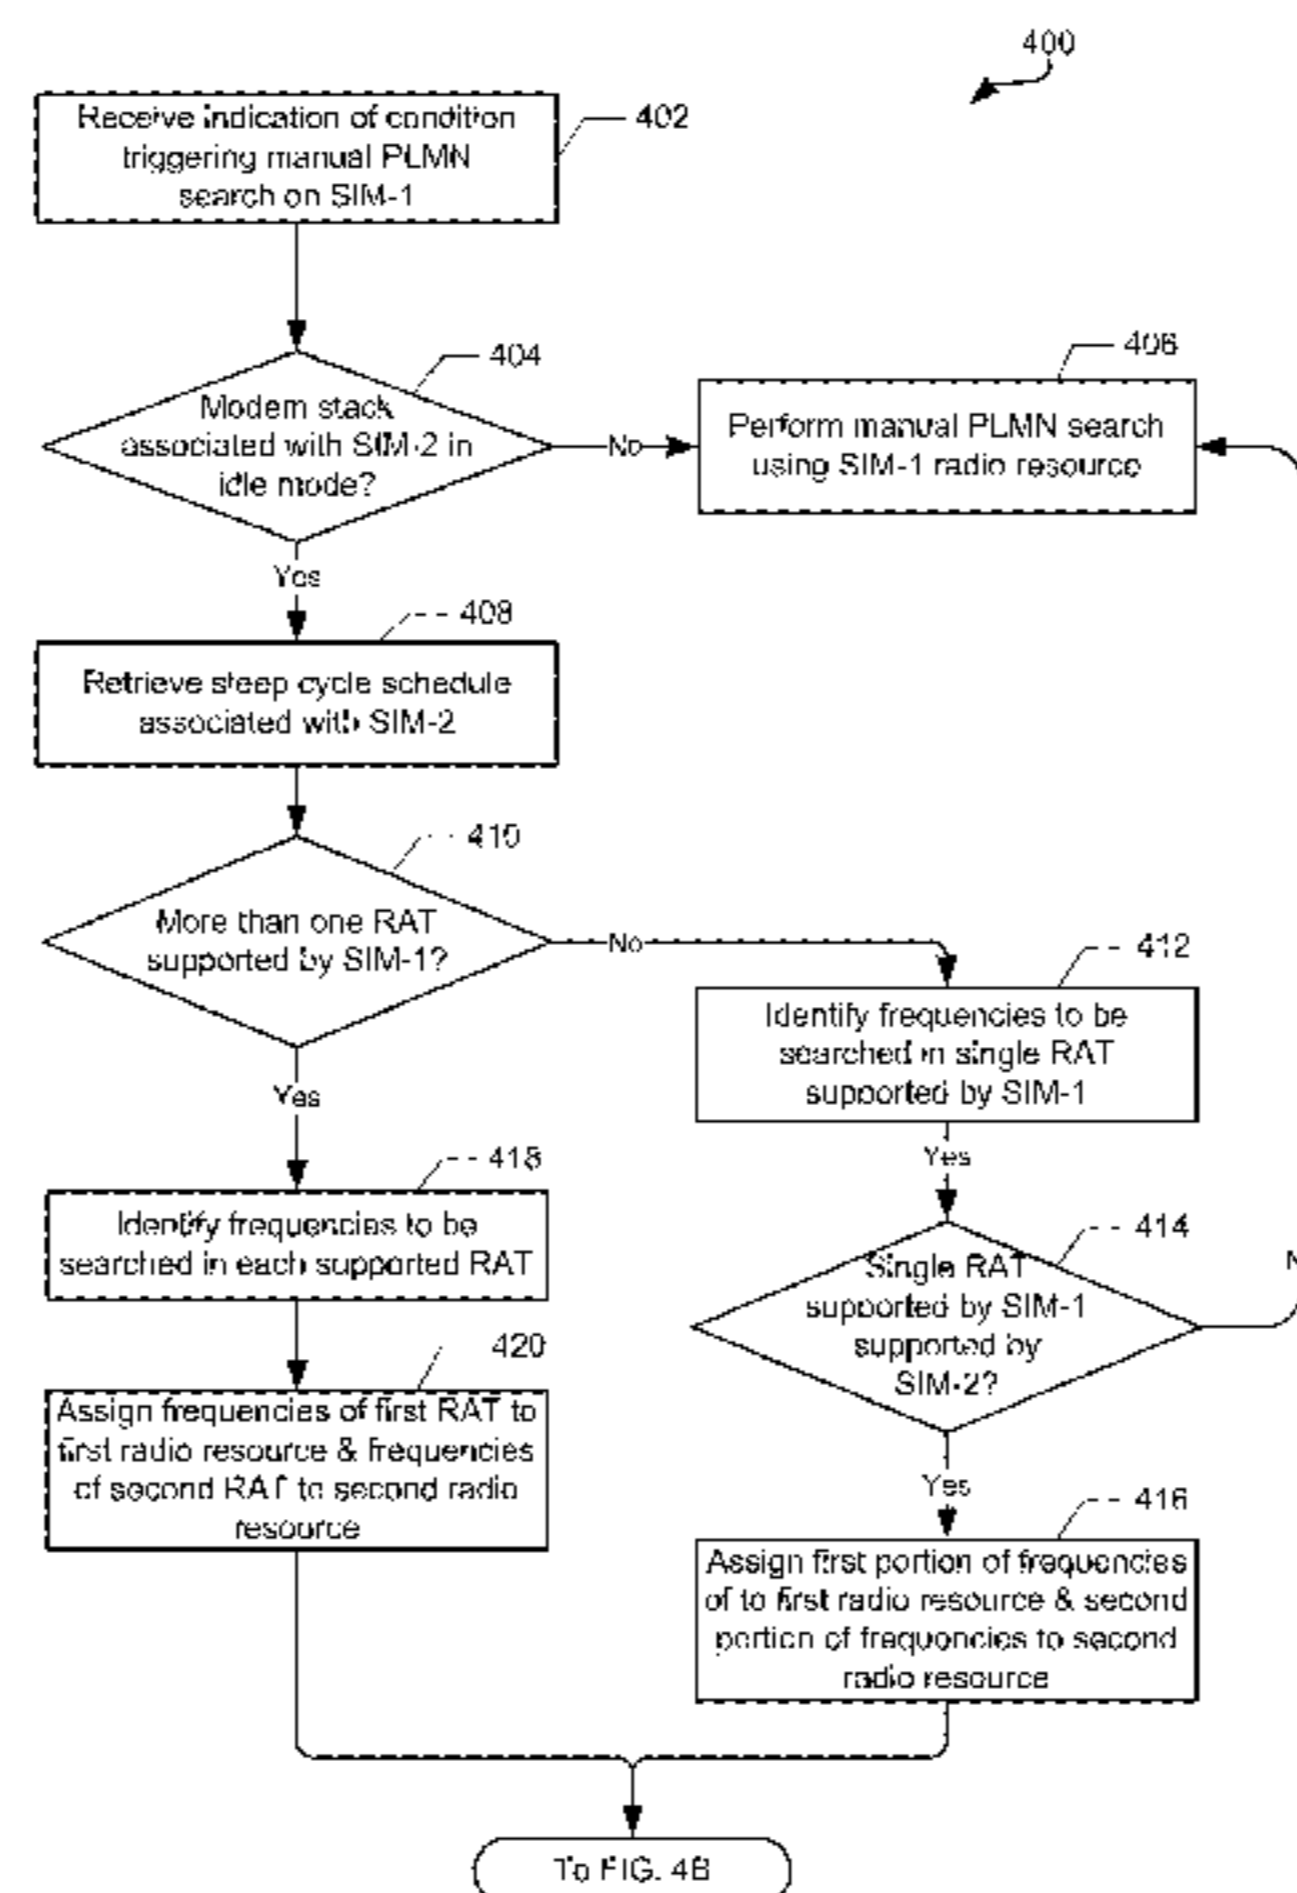 400
Receive indication of condition
triggering manual PLMN
search on SIM-1
402
404
Modem stack
associated with SIM-2 in
idle mode?
No
406
Perform manual PLMN search
using SIM-1 radio resource
Yes
408
Retrieve sleep cycle schedule
associated with SIM-2
410
More than one RAT
supported by SIM-1?
No
412
Identify frequencies to be
searched in single RAT
supported by SIM-1
Yes
Yes
418
Identify frequencies to be
searched in each supported RAT
414
Single RAT
supported by SIM-1
supported by
SIM-2?
420
Assign frequencies of first RAT to
first radio resource & frequencies
of second RAT to second radio
resource
Yes
416
Assign first portion of frequencies
of to first radio resource & second
portion of frequencies to second
radio resource
To FIG. 4B